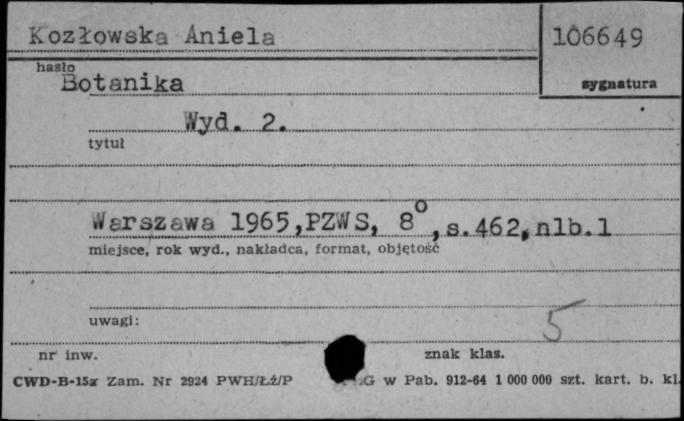 Kozłowska Aniela 106649
hasło
Botanika sygnatura
Wyd. 2.
tytuł
Warszawa 1965, PZWS, 8°, s.462, nlb.1
miejsce, rok wyd., nakładca, format, objętość
uwagi: 5
nr inw. znak klas.
CWD-B-15a Zam. Nr 2924 PWH/Łż/P G w Pab. 912-64 1 000 000 szt. kart. b. kl.